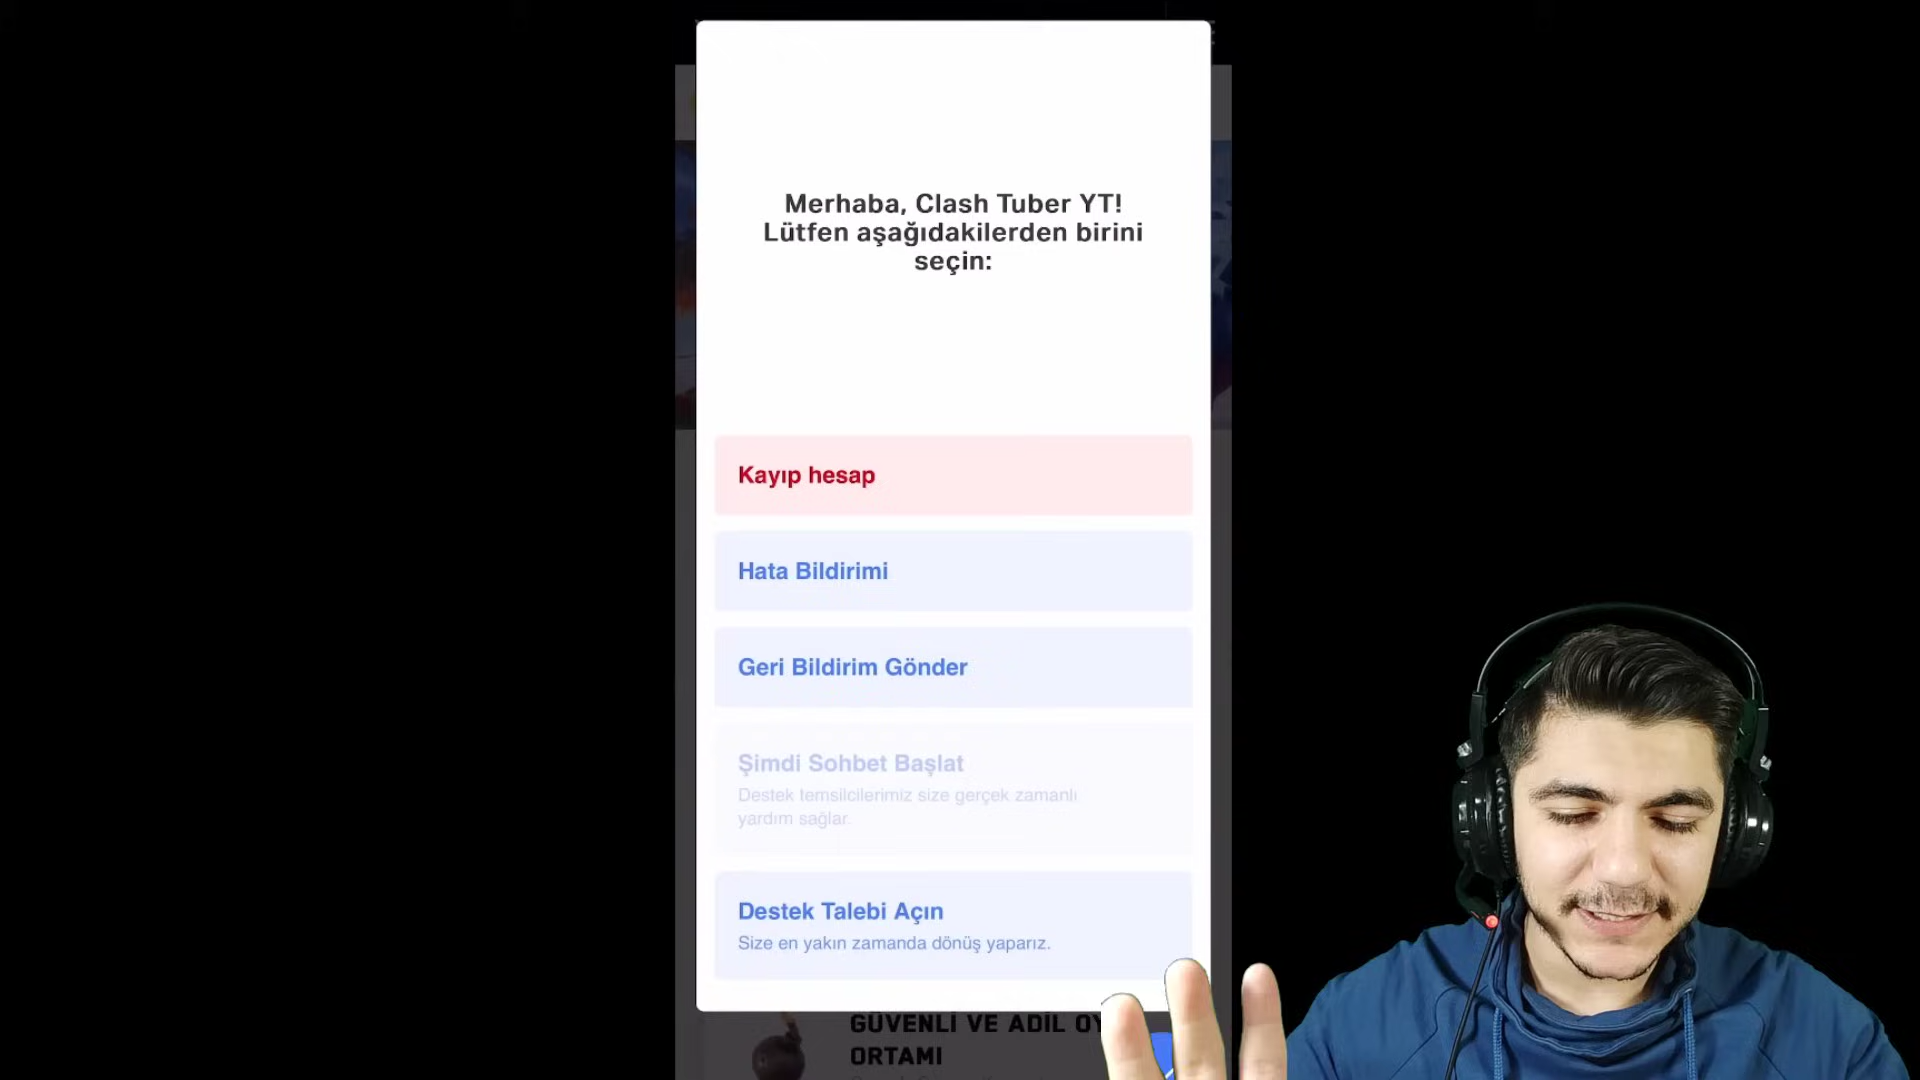 Merhaba, Clash Tuber YT!
Lütfen aşağıdakilerden birini
seçin:
Kayıp hesap
Hata Bildirimi
Geri Bildirim Gönder
Şimdi Sohbet Başlat
Destek temsilcilerimiz size gerçek zamanlı
yardım sağlar.
Destek Talebi Açın
Size en yakın zamanda dönüş yaparız.
GÜVENLİ VE ADİL
ORTAMI